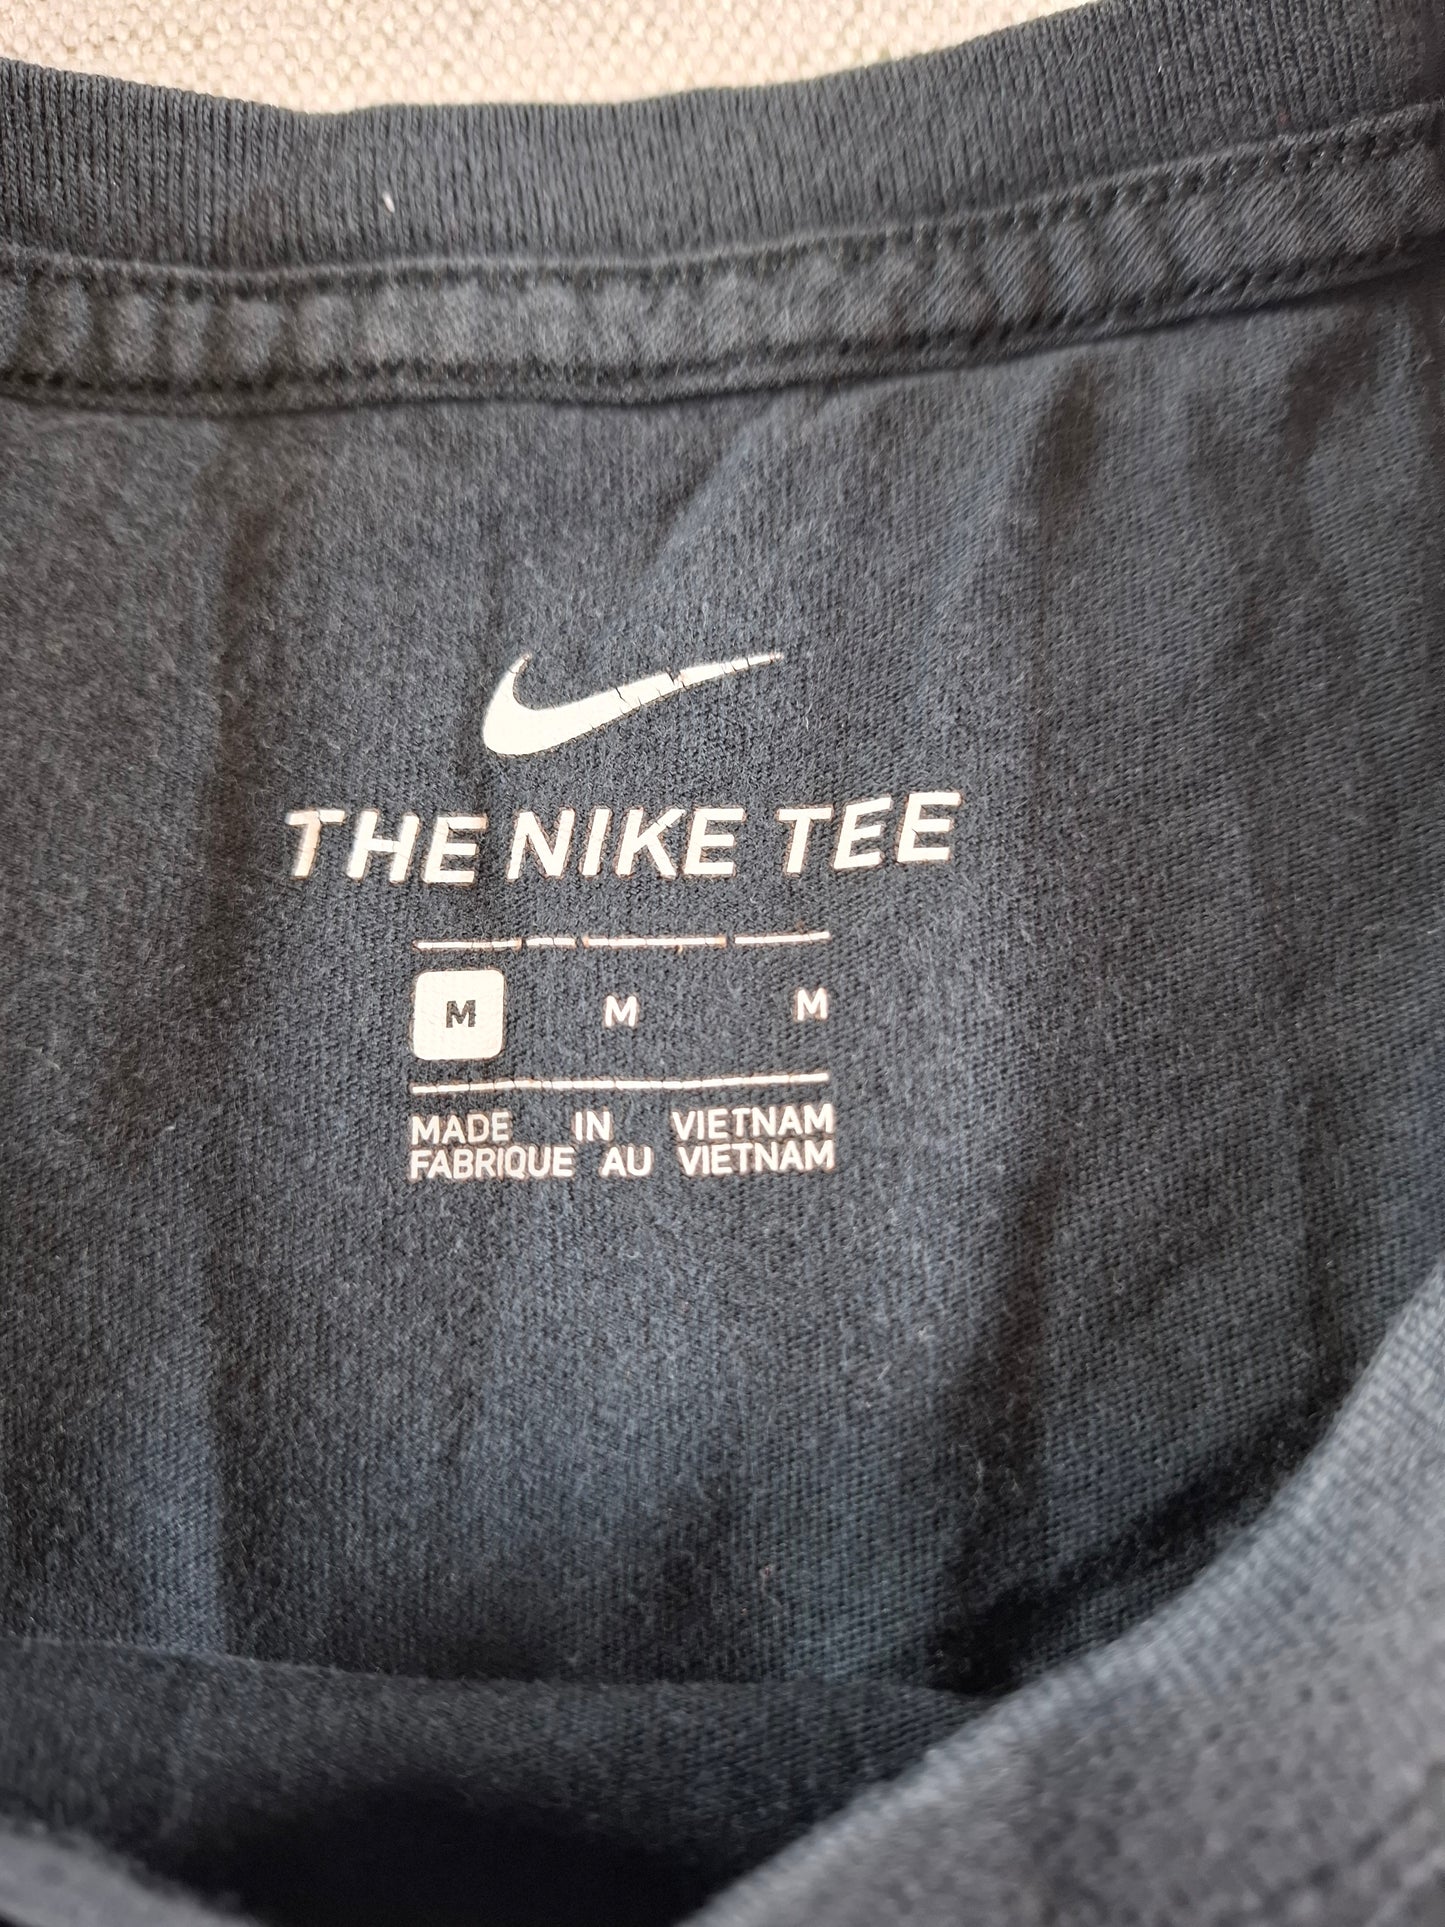 THE NIKE TEE
M M M
MADE IN VIETNAM
FABRIQUE AU VIETNAM